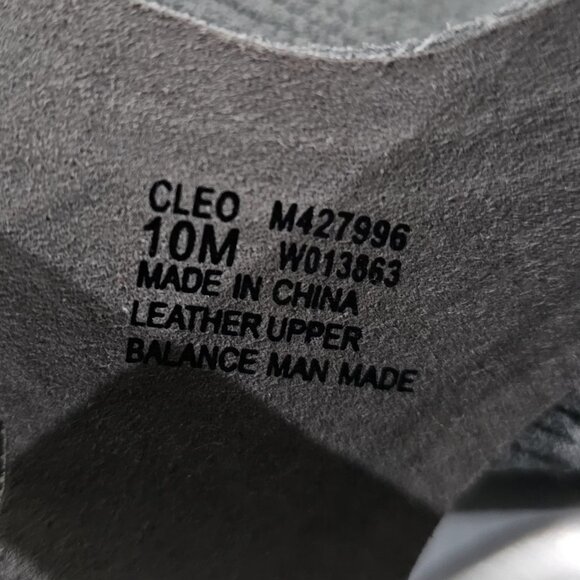 CLEO M427996
10M W013863
MADE IN CHINA
LEATHER UPPER
BALANCE MAN MADE